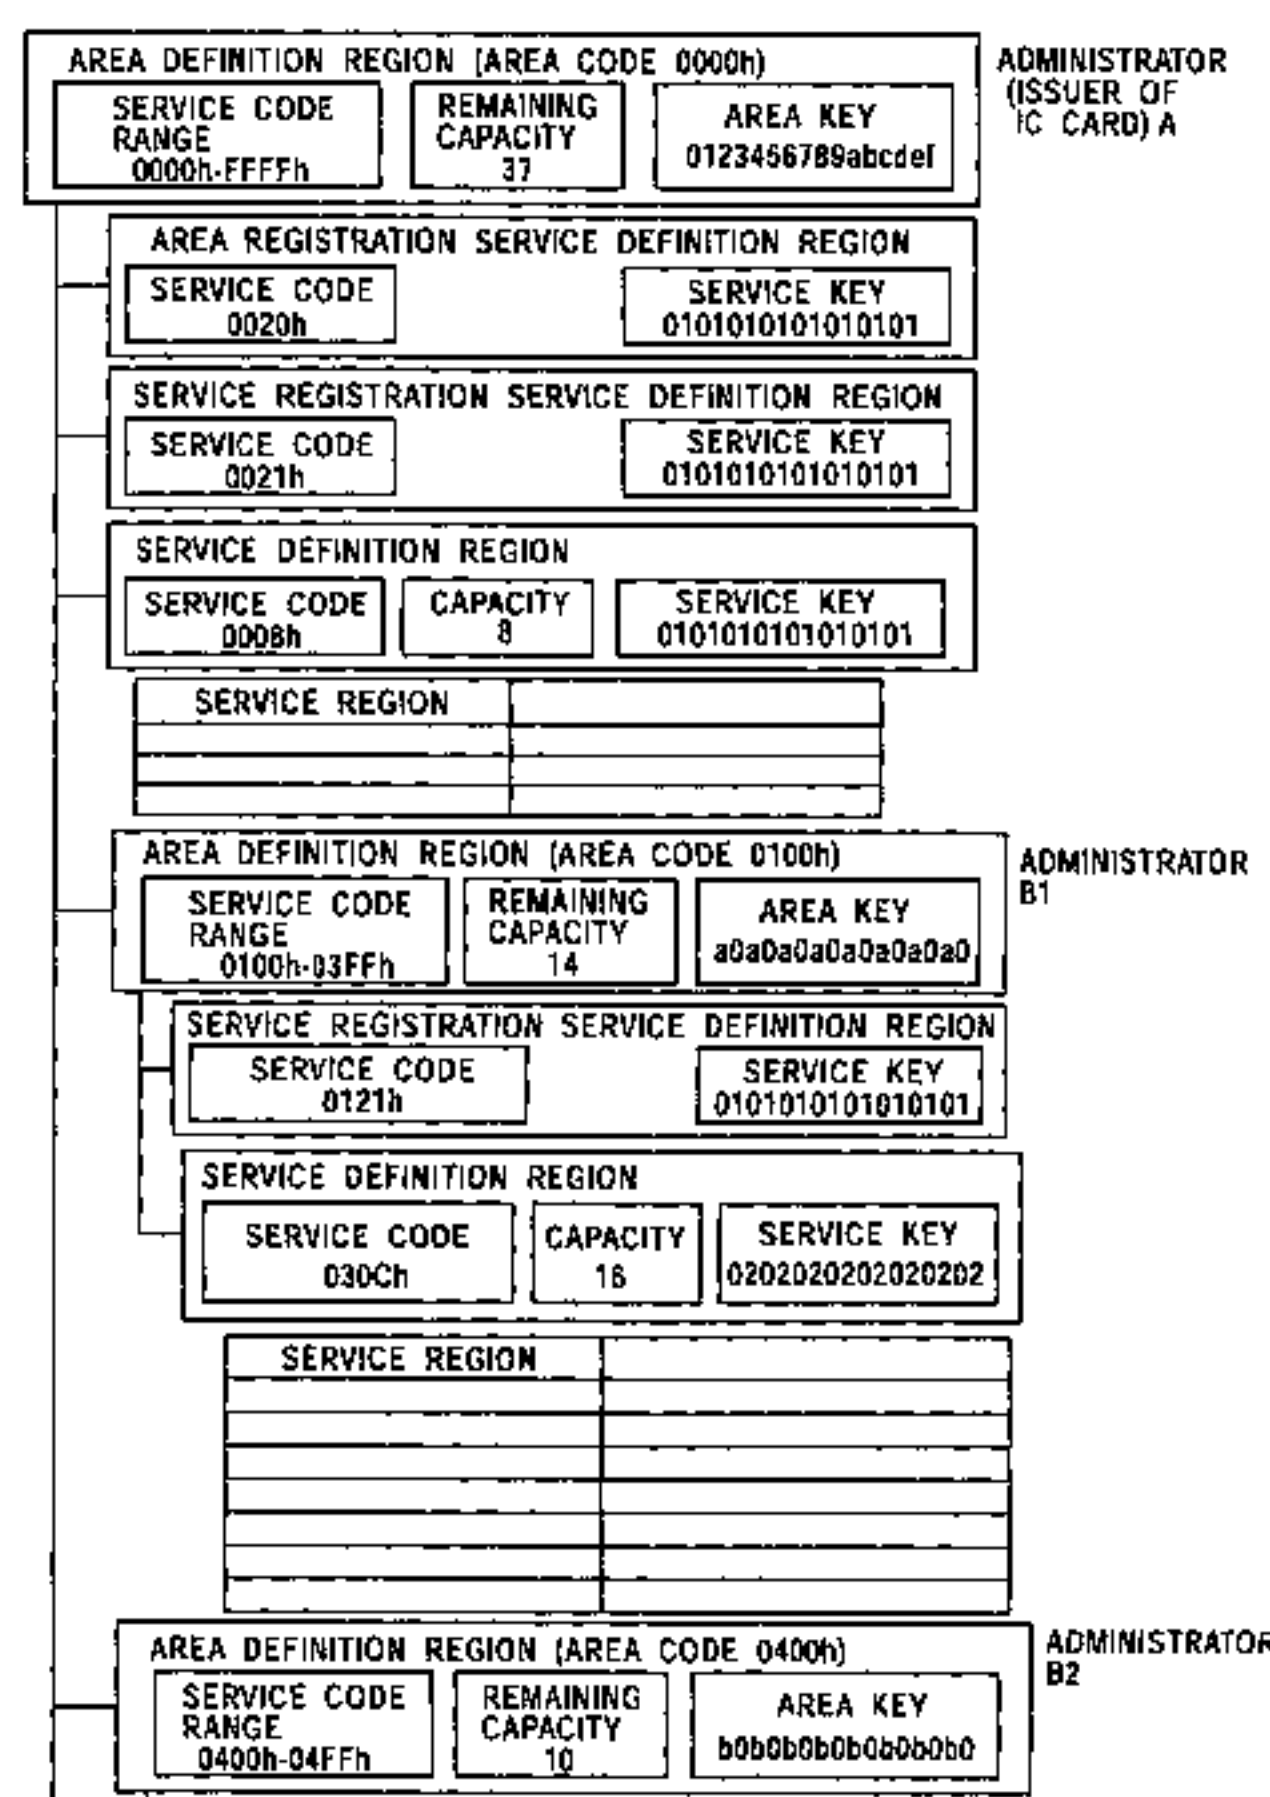 AREA DEFINITION REGION (AREA CODE 0000h)
ADMINISTRATOR
(ISSUER OF
IC CARD) A
SERVICE CODE
RANGE
0000h-FFFFh
REMAINING
CAPACITY
37
AREA KEY
0123456789abcdef
AREA REGISTRATION SERVICE DEFINITION REGION
SERVICE CODE
0020h
SERVICE KEY
0101010101010101
SERVICE REGISTRATION SERVICE DEFINITION REGION
SERVICE CODE
0021h
SERVICE KEY
0101010101010101
SERVICE DEFINITION REGION
SERVICE CODE
0008h
CAPACITY
8
SERVICE KEY
0101010101010101
SERVICE REGION
AREA DEFINITION REGION (AREA CODE 0100h)
ADMINISTRATOR
B1
SERVICE CODE
RANGE
0100h-03FFh
REMAINING
CAPACITY
14
AREA KEY
a0a0a0a0a0a0a0a0
SERVICE REGISTRATION SERVICE DEFINITION REGION
SERVICE CODE
0121h
SERVICE KEY
0101010101010101
SERVICE DEFINITION REGION
SERVICE CODE
030Ch
CAPACITY
16
SERVICE KEY
0202020202020202
SERVICE REGION
AREA DEFINITION REGION (AREA CODE 0400h)
ADMINISTRATOR
B2
SERVICE CODE
RANGE
0400h-04FFh
REMAINING
CAPACITY
10
AREA KEY
b0b0b0b0b0b0b0b0